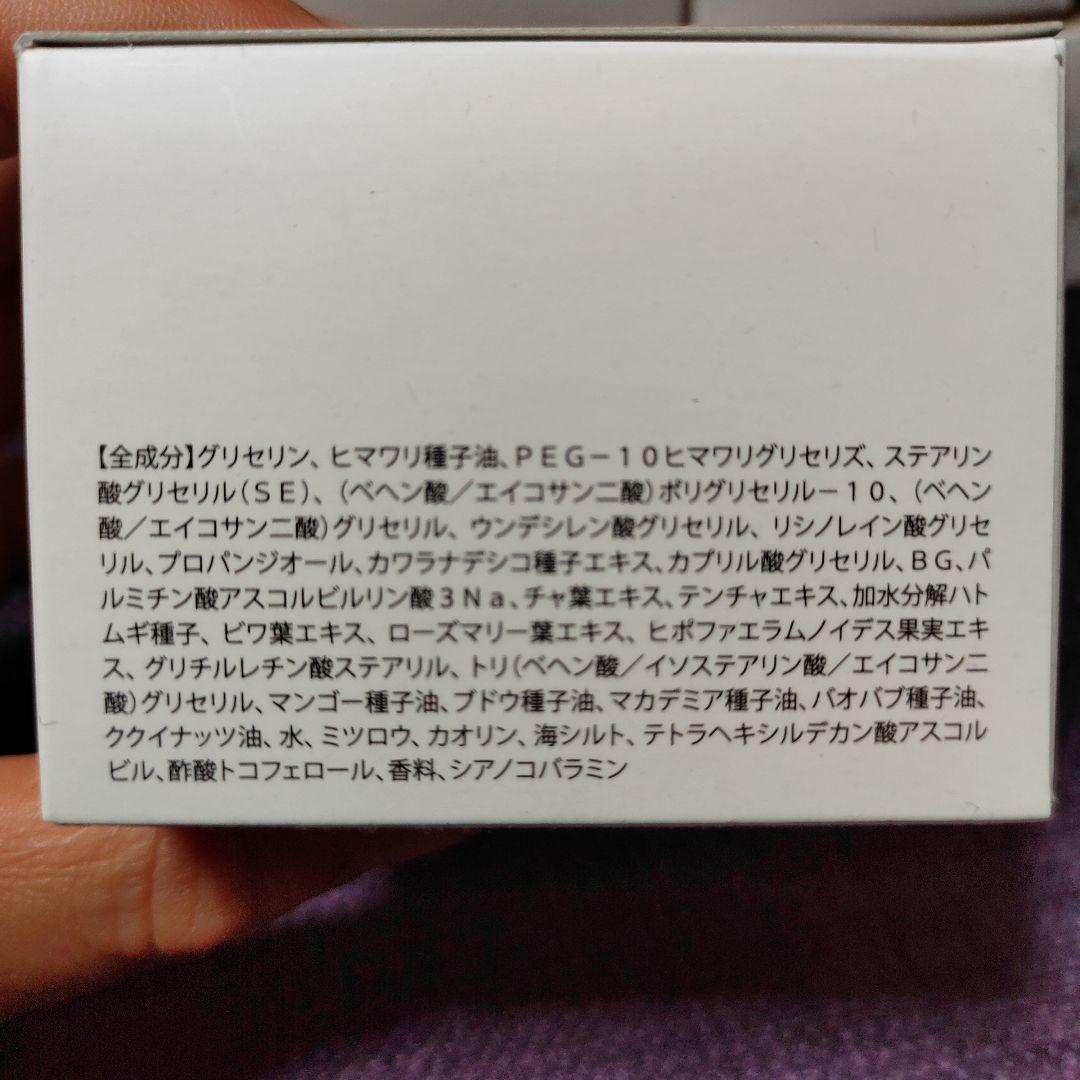 【全成分】グリセリン、ヒマワリ種子油、ＰＥＧ－１０ヒマワリグリセリズ、ステアリン
酸グリセリル（ＳＥ）、（ベヘン酸／エイコサン二酸）ポリグリセリル－１０、（ベヘン
酸／エイコサン二酸）グリセリル、ウンデシレン酸グリセリル、リシノレイン酸グリセ
リル、プロパンジオール、カワラナデシコ種子エキス、カプリル酸グリセリル、ＢＧ、パ
ルミチン酸アスコルビルリン酸３Ｎａ、チャ葉エキス、テンチャエキス、加水分解ハト
ムギ種子、ビワ葉エキス、ローズマリー葉エキス、ヒポファエラムノイデス果実エキ
ス、グリチルレチン酸ステアリル、トリ（ベヘン酸／イソステアリン酸／エイコサン二
酸）グリセリル、マンゴー種子油、ブドウ種子油、マカデミア種子油、バオバブ種子油、
ククイナッツ油、水、ミツロウ、カオリン、海シルト、テトラヘキシルデカン酸アスコル
ビル、酢酸トコフェロール、香料、シアノコバラミン